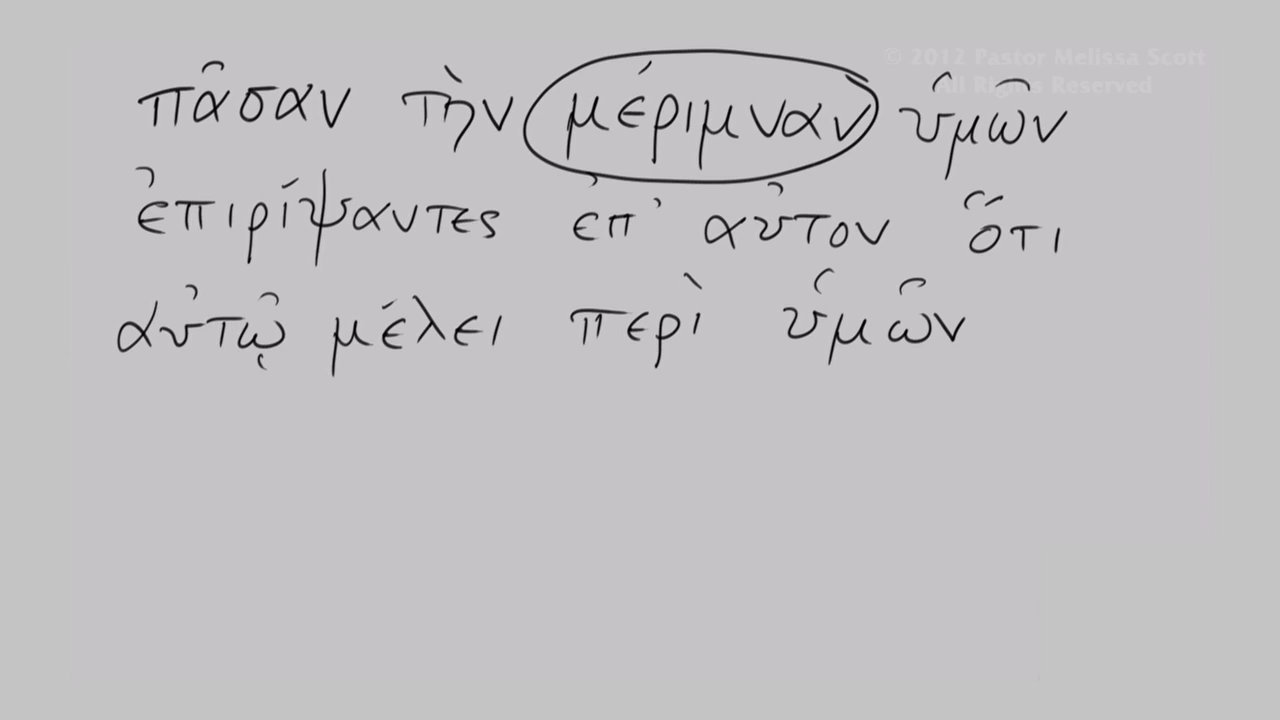 © 2012 Pastor Melissa Scott
All Rights Reserved
πᾶσαν τὴν μέριμναν ὑμῶν
ἐπιρίψαντες ἐπ' αὐτον ὅτι
αὐτῷ μέλει περὶ ὑμῶν